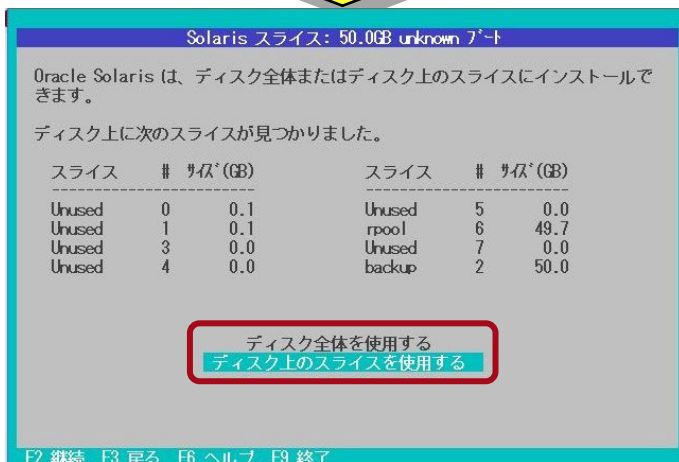 Solaris スライス: 50.0GB unknown ブート
Oracle Solaris は、ディスク全体またはディスク上のスライスにインストールで
きます。
ディスク上に次のスライスが見つかりました。
スライス # ｻｲｽﾞ(GB) スライス # ｻｲｽﾞ(GB)
-------------------------- --------------------------
Unused 0 0.1 Unused 5 0.0
Unused 1 0.1 rpool 6 49.7
Unused 3 0.0 Unused 7 0.0
Unused 4 0.0 backup 2 50.0
ディスク全体を使用する
ディスク上のスライスを使用する
F2 継続 F3 戻る F6 ヘルプ F9 終了